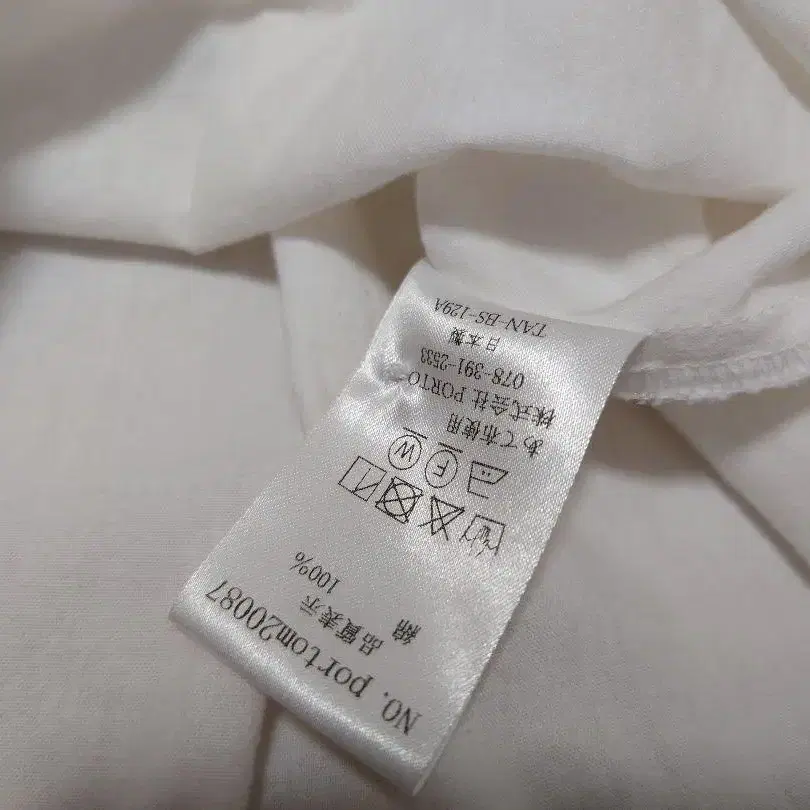 NO. portom20087
品質表示
綿 100%
F W
あて布使用
株式会社 PORTO
078-391-2533
日本製
TAN-BS-129A